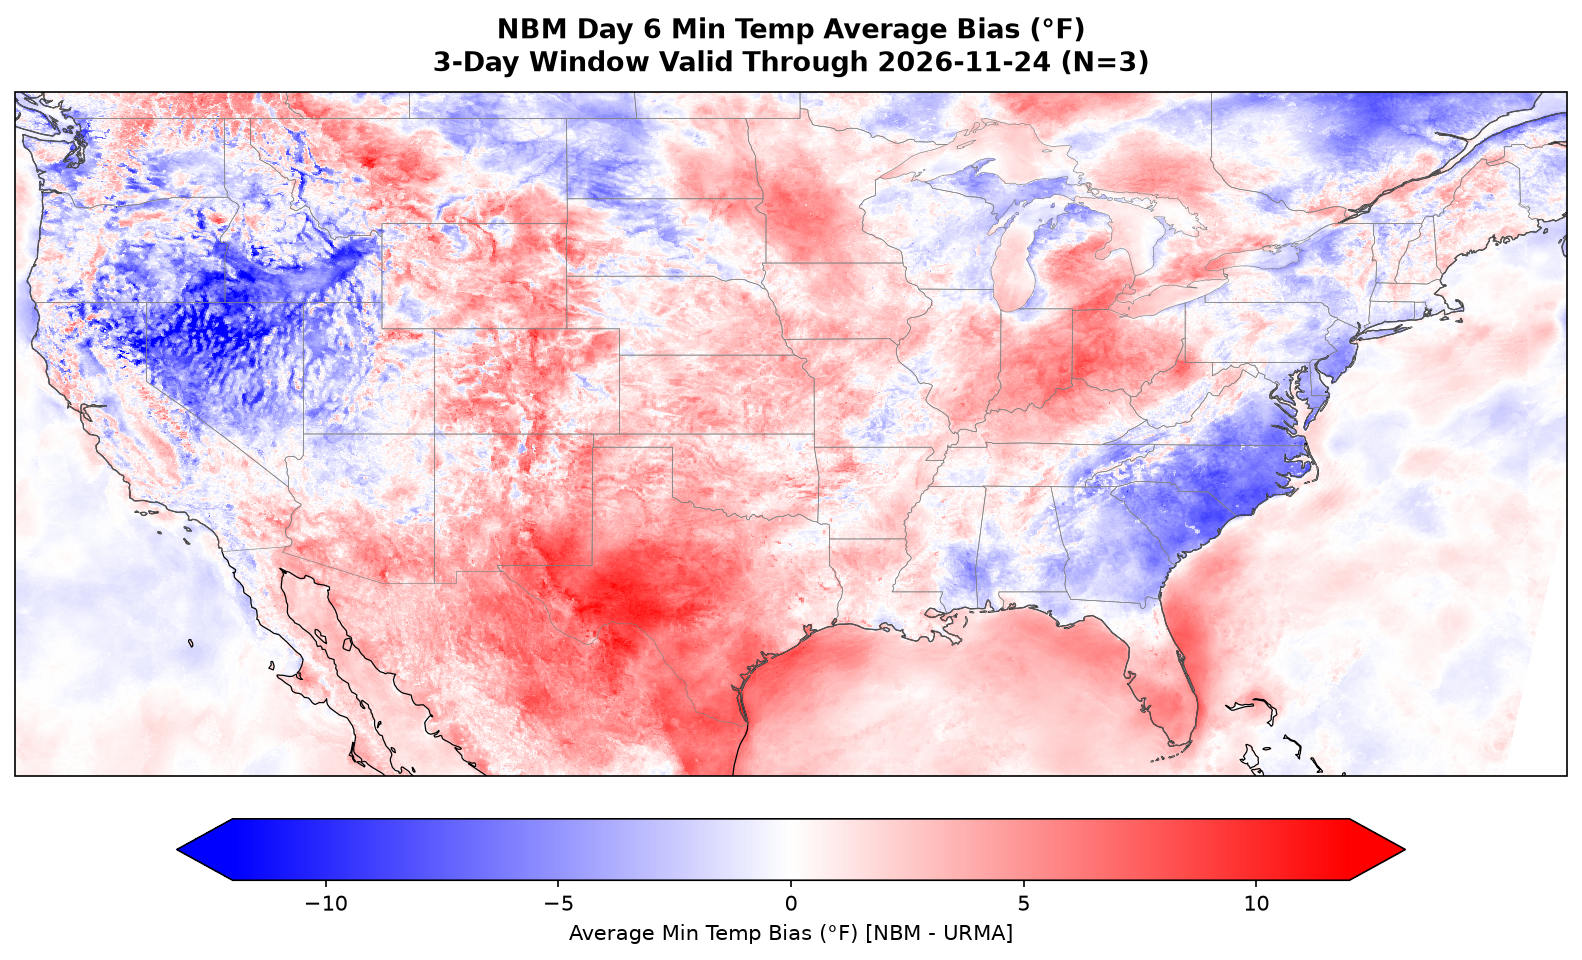 NBM Day 6 Min Temp Average Bias (°F)
3-Day Window Valid Through 2026-11-24 (N=3)
−10 −5 0 5 10
Average Min Temp Bias (°F) [NBM - URMA]